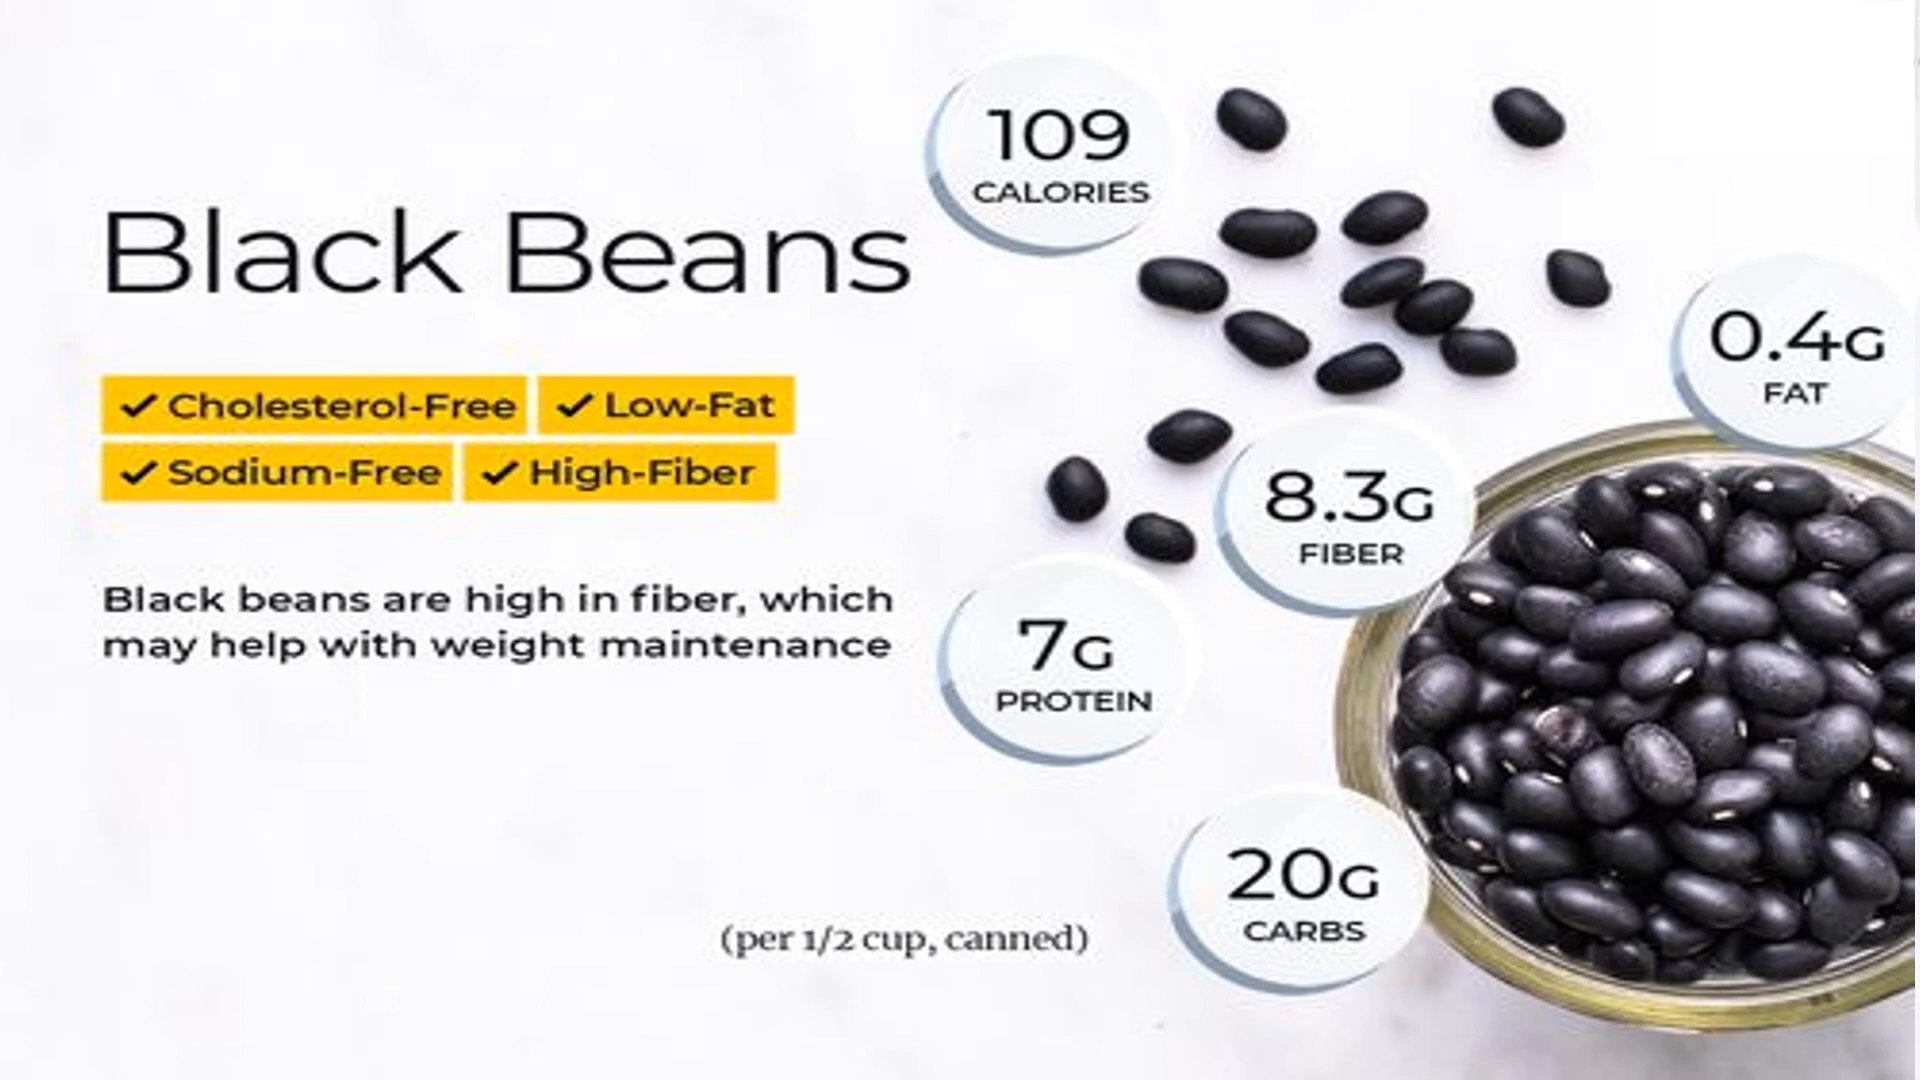 Black Beans
✓ Cholesterol-Free ✓ Low-Fat
✓ Sodium-Free ✓ High-Fiber
Black beans are high in fiber, which
may help with weight maintenance
109
CALORIES
0.4G
FAT
8.3G
FIBER
7G
PROTEIN
20G
CARBS
(per 1/2 cup, canned)